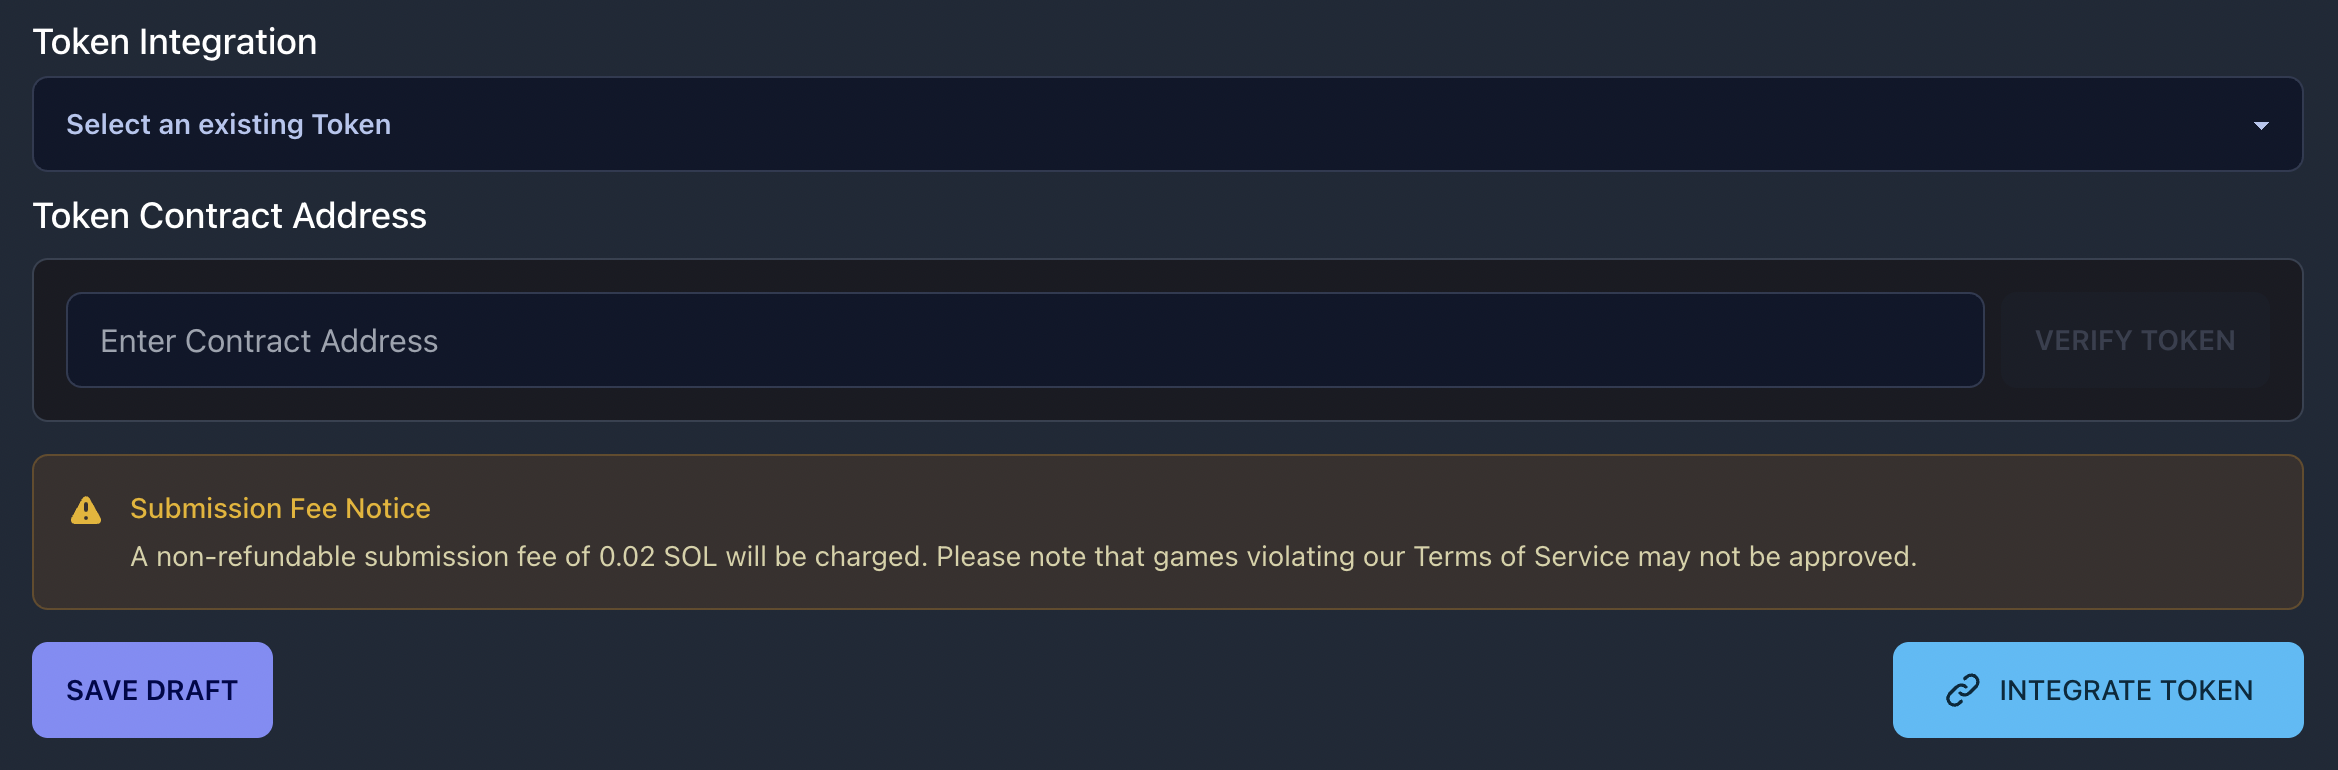 Token Integration
Select an existing Token
Token Contract Address
Enter Contract Address
VERIFY TOKEN
Submission Fee Notice
A non-refundable submission fee of 0.02 SOL will be charged. Please note that games violating our Terms of Service may not be approved.
SAVE DRAFT
INTEGRATE TOKEN